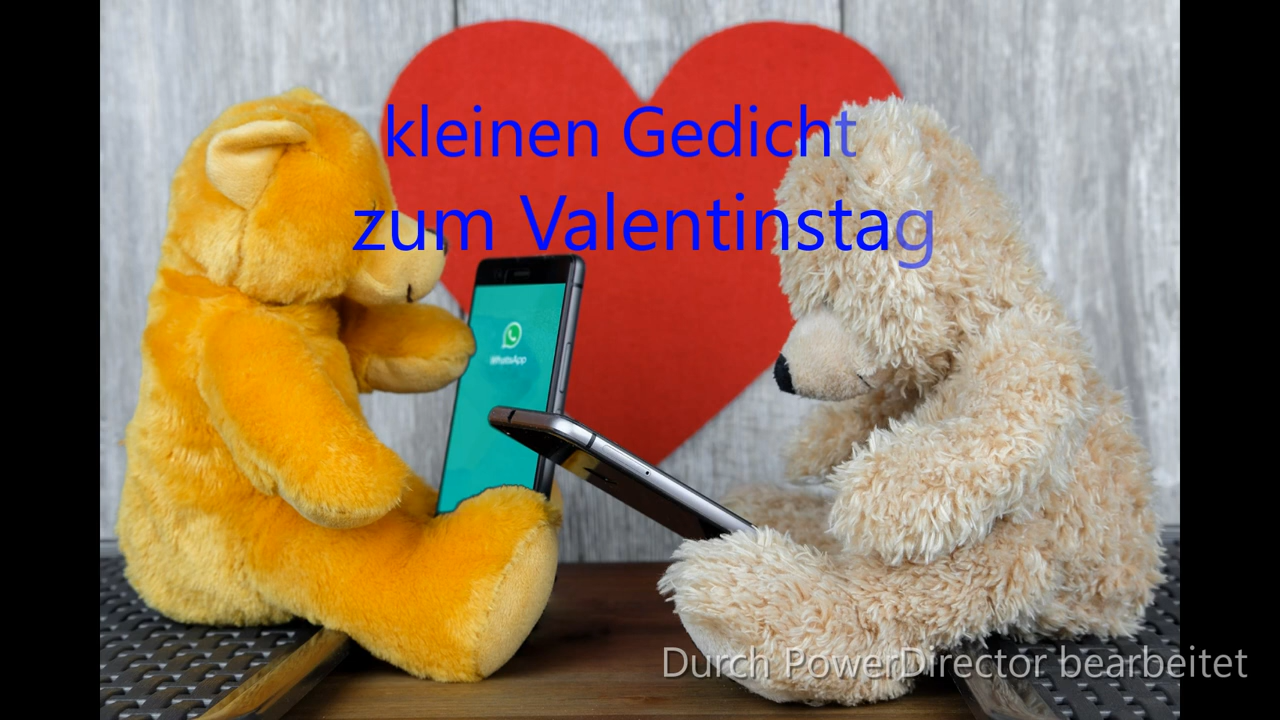 kleinen Gedicht
zum Valentinstag
WhatsApp
Durch PowerDirector bearbeitet